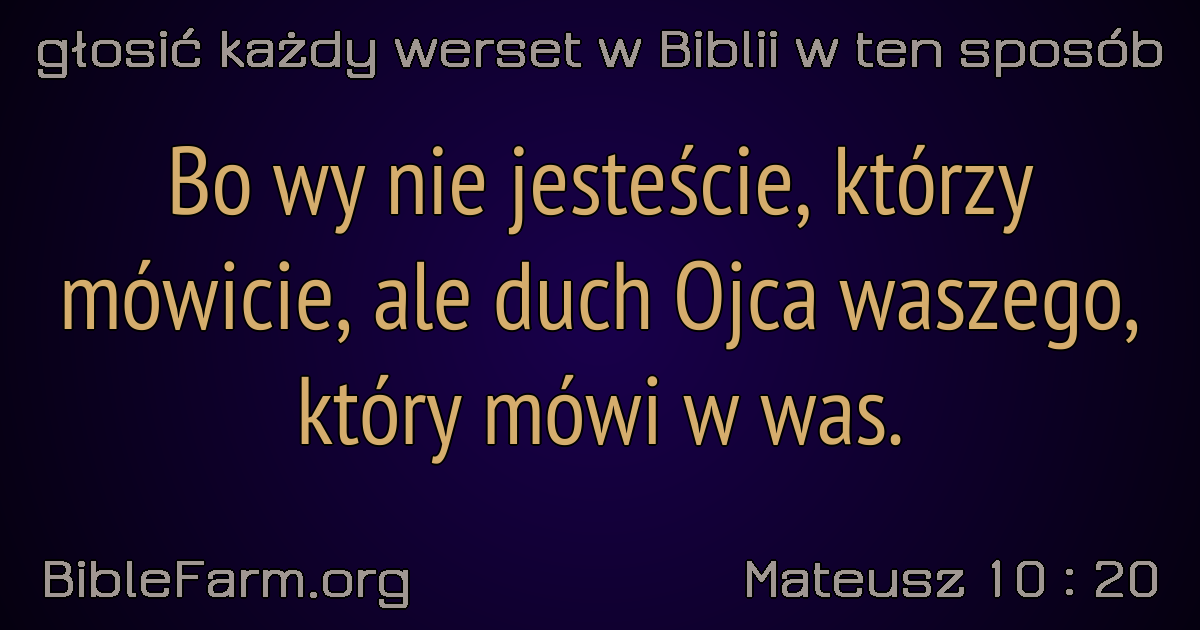 głosić każdy werset w Biblii w ten sposób
Bo wy nie jesteście, którzy
mówicie, ale duch Ojca waszego,
który mówi w was.
BibleFarm.org
Mateusz 10 : 20